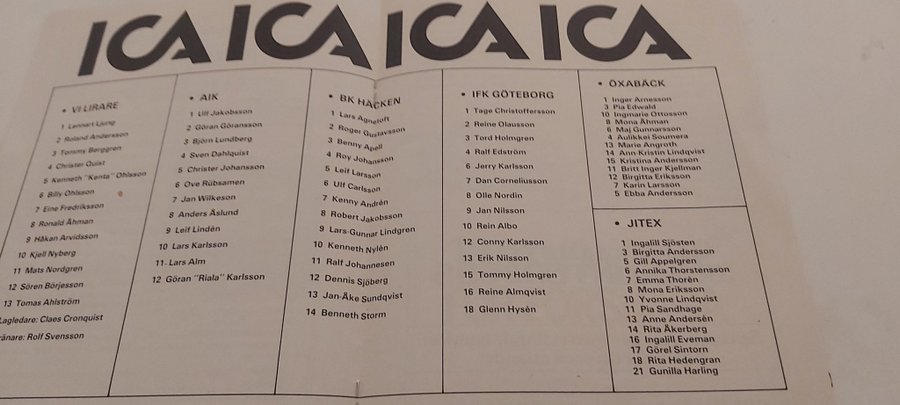 ICA ICA ICA ICA
• VI LIRARE
1 Lennart Ljung
2 Roland Andersson
3 Tommy Berggren
4 Christer Quist
5 Kenneth "Kenta" Ohlsson
6 Billy Ohlsson
7 Eine Fredriksson
8 Ronald Åhman
9 Håkan Arvidsson
10 Kjell Nyberg
11 Mats Nordgren
12 Sören Börjesson
13 Tomas Ahlström
Lagledare: Claes Cronquist
ränare: Rolf Svensson
• AIK
1 Ulf Jakobsson
2 Göran Göransson
3 Björn Lundberg
4 Sven Dahlquist
5 Christer Johansson
6 Ove Rübsamen
7 Jan Wilkeson
8 Anders Åslund
9 Leif Lindén
10 Lars Karlsson
11 Lars Alm
12 Göran "Riala" Karlsson
• BK HÄCKEN
1 Lars Agneloft
2 Roger Gustavsson
3 Benny Apell
4 Roy Johansson
5 Leif Larsson
6 Ulf Carlsson
7 Kenny Andrén
8 Robert Jakobsson
9 Lars-Gunnar Lindgren
10 Kenneth Nylén
11 Ralf Johannesen
12 Dennis Sjöberg
13 Jan-Åke Sundqvist
14 Benneth Storm
• IFK GÖTEBORG
1 Tage Christoffersson
2 Reine Olausson
3 Tord Holmgren
4 Ralf Edström
6 Jerry Karlsson
7 Dan Corneliusson
8 Olle Nordin
9 Jan Nilsson
10 Rein Albo
12 Conny Karlsson
13 Erik Nilsson
15 Tommy Holmgren
16 Reine Almqvist
18 Glenn Hysén
• ÖXABÄCK
1 Inger Arnesson
3 Pia Edwald
10 Ingmarie Ottosson
8 Mona Åhman
6 Maj Gunnarsson
4 Aulikkei Soumera
13 Marie Angroth
14 Ann-Kristin Lindqvist
15 Kristina Andersson
11 Britt Inger Kjellman
12 Birgitta Eriksson
7 Karin Larsson
5 Ebba Andersson
• JITEX
1 Ingalill Sjösten
3 Birgitta Andersson
5 Gill Appelgren
6 Annika Thorstensson
7 Emma Thorén
8 Mona Eriksson
10 Yvonne Lindqvist
11 Pia Sandhage
13 Anne Andersén
14 Rita Åkerberg
16 Ingalill Eveman
17 Görel Sintorn
18 Rita Hedengran
21 Gunilla Harling